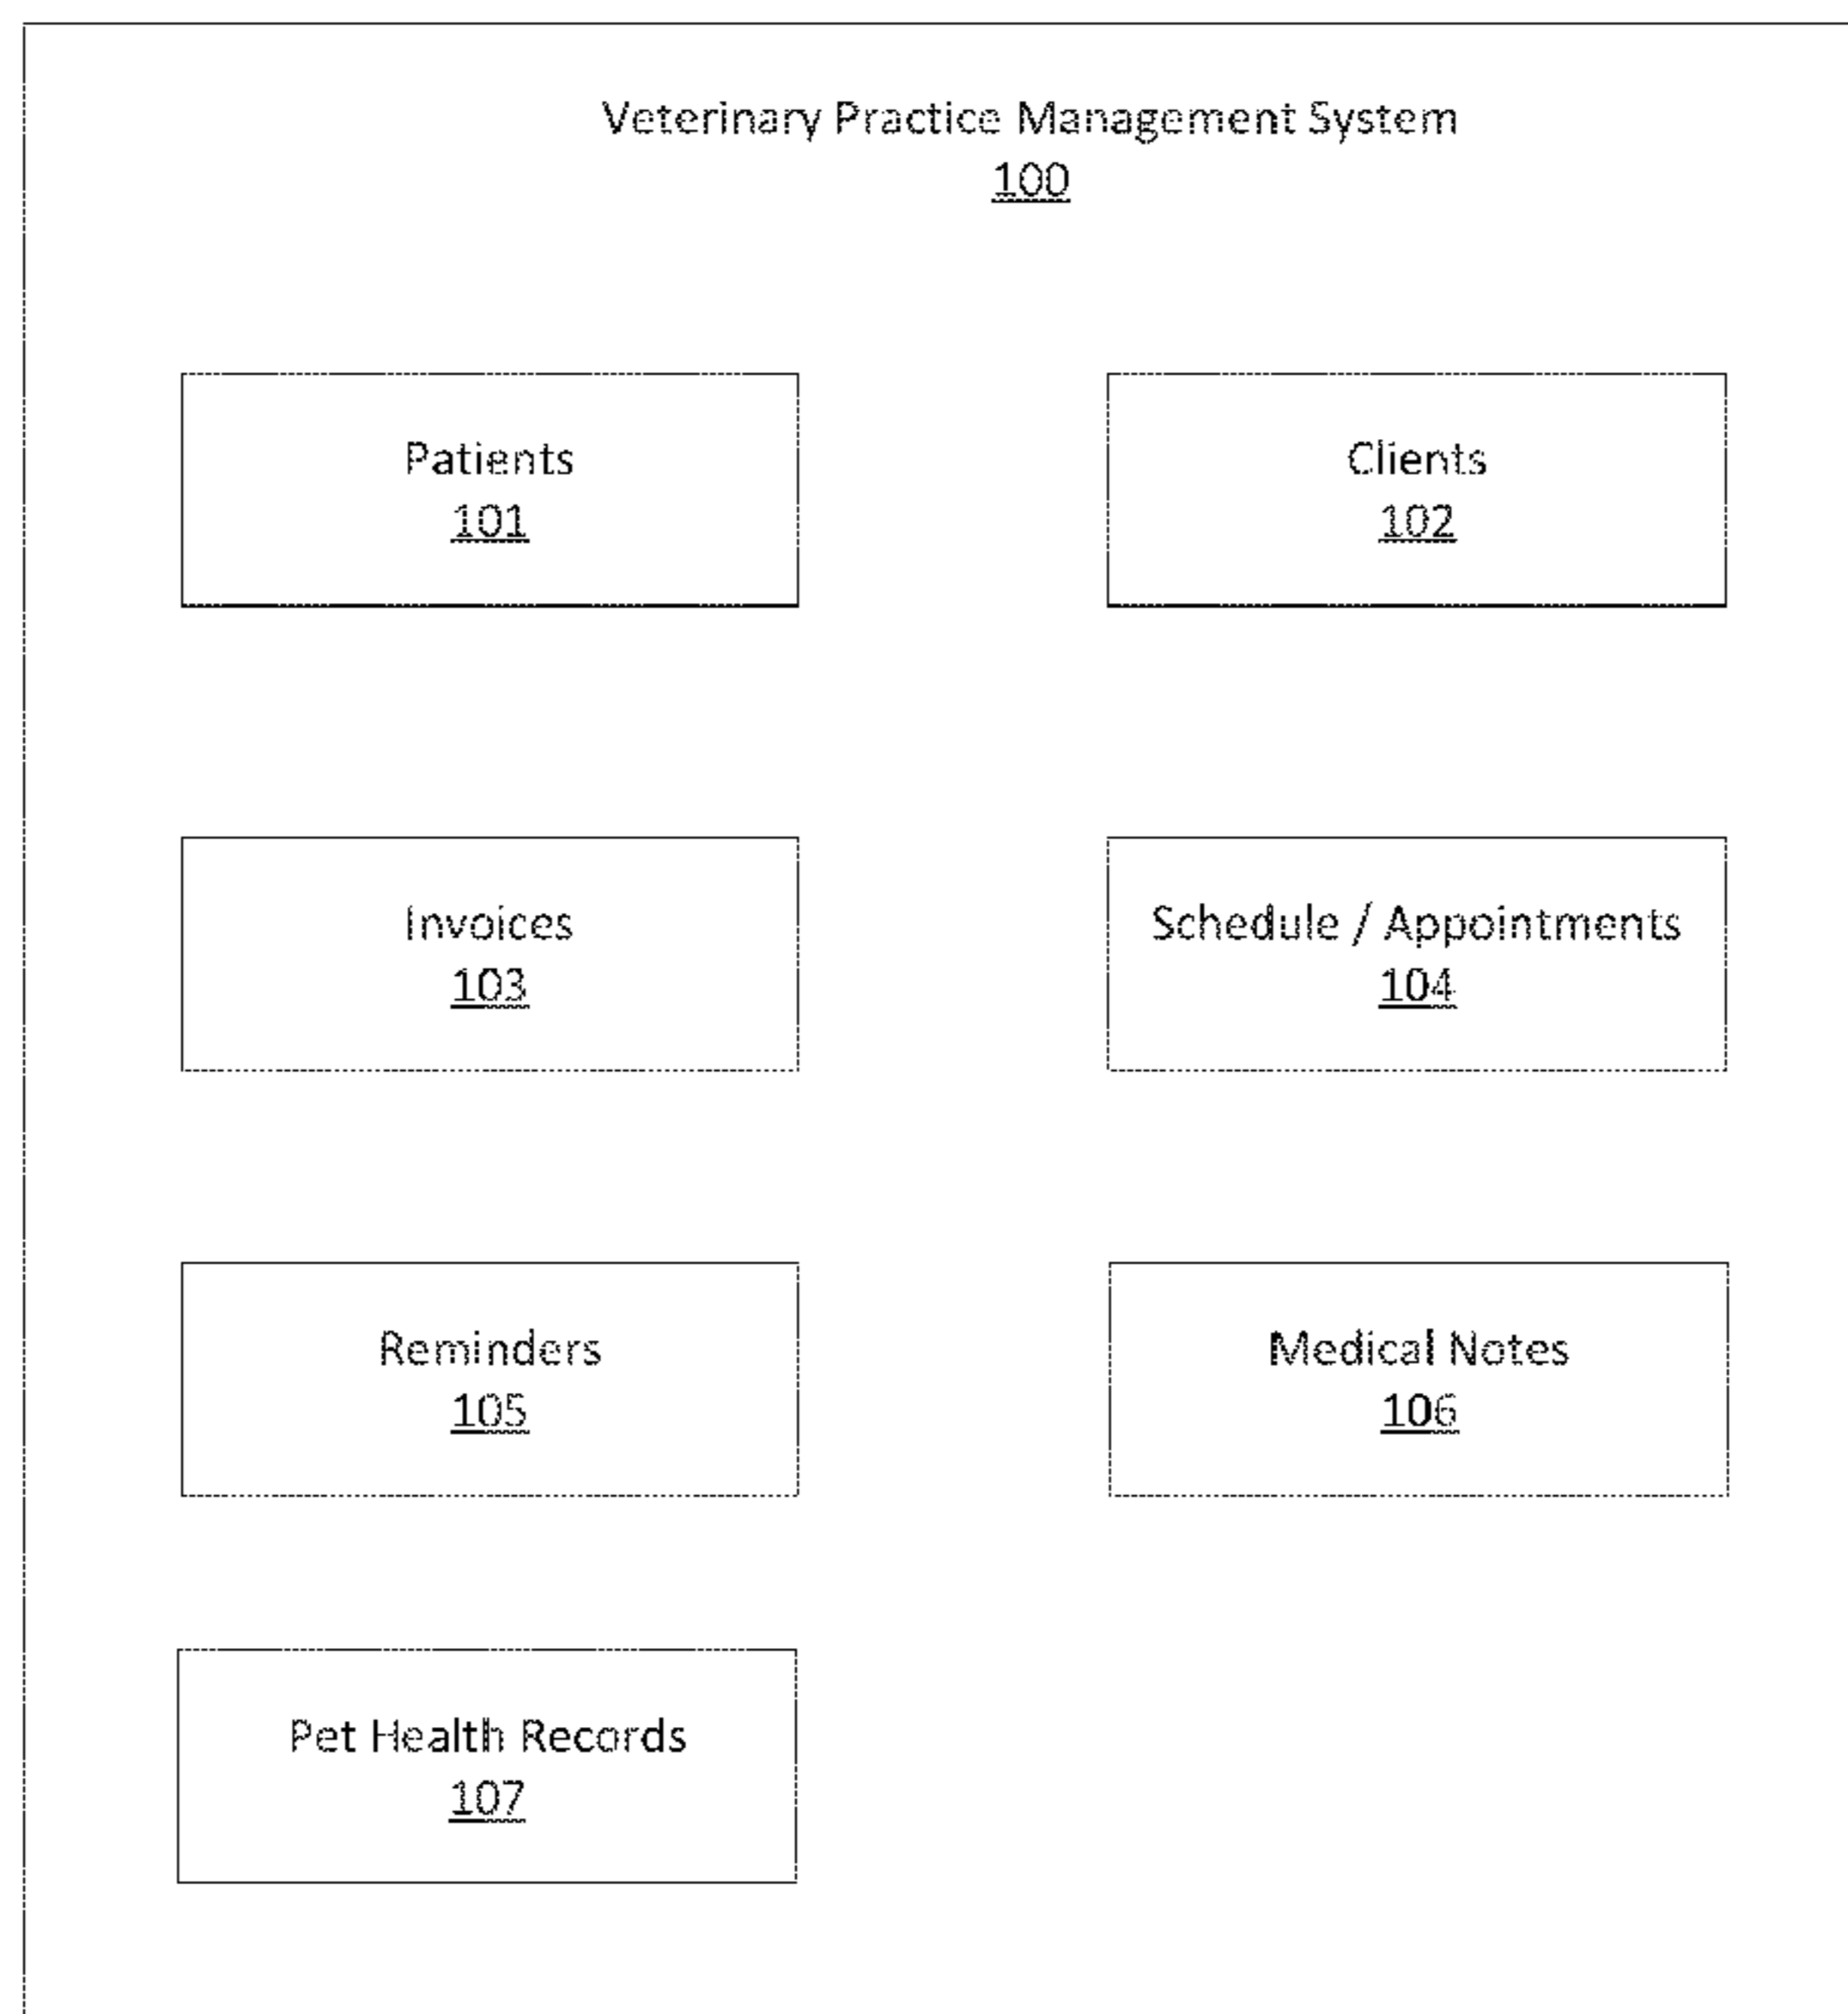 Veterinary Practice Management System
100
Patients
101
Clients
102
Invoices
103
Schedule / Appointments
104
Reminders
105
Medical Notes
106
Pet Health Records
107